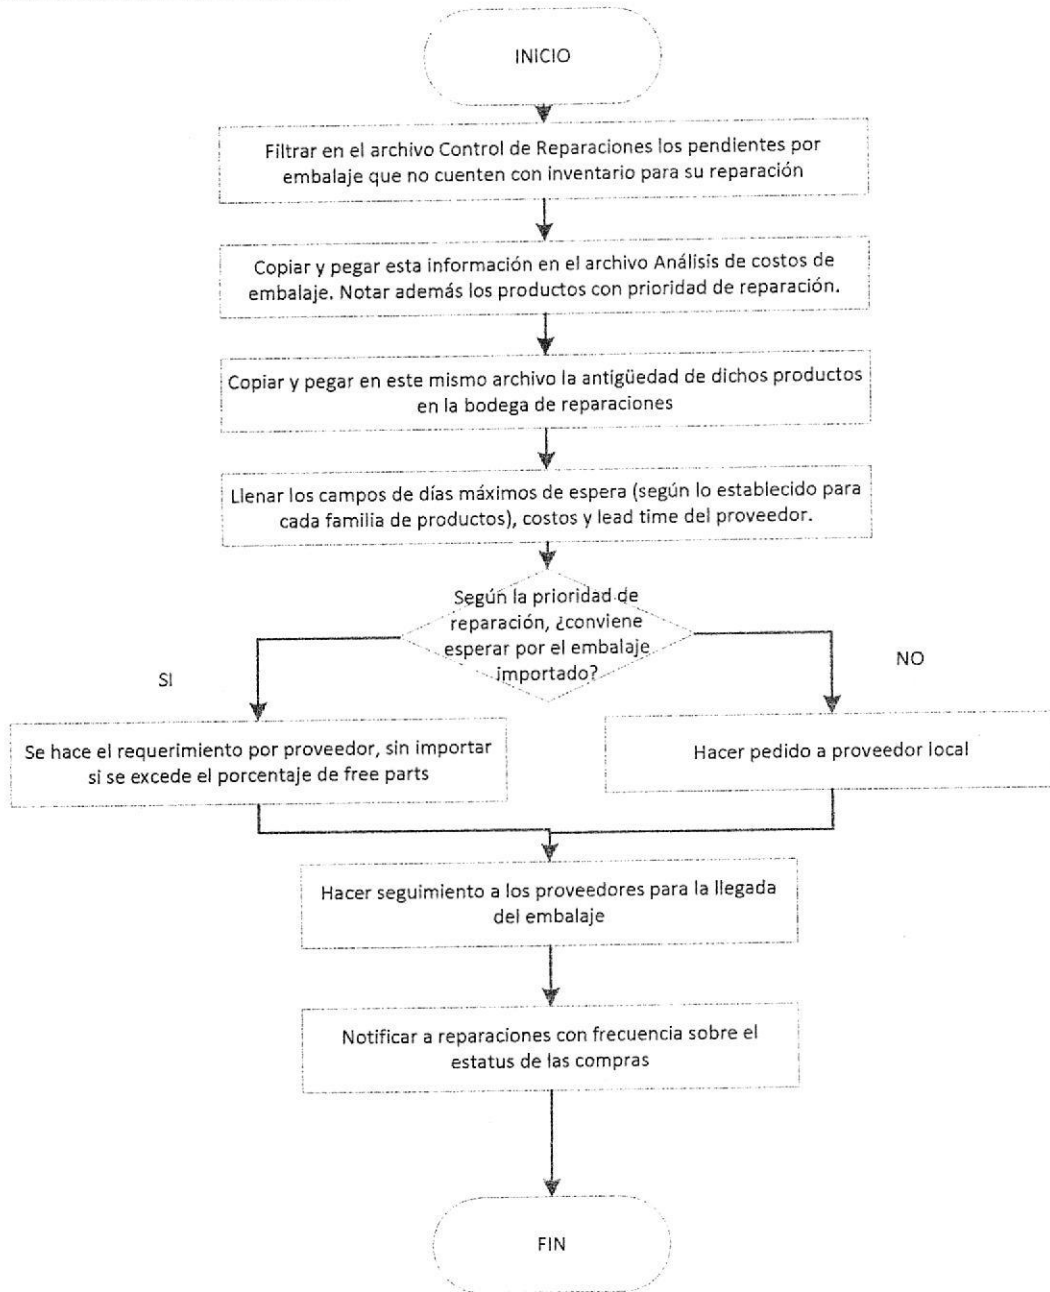 INICIO
Filtrar en el archivo Control de Reparaciones los pendientes por
embalaje que no cuenten con inventario para su reparación
Copiar y pegar esta información en el archivo Análisis de costos de
embalaje. Notar además los productos con prioridad de reparación.
Copiar y pegar en este mismo archivo la antigüedad de dichos productos
en la bodega de reparaciones
Llenar los campos de días máximos de espera (según lo establecido para
cada familia de productos), costos y lead time del proveedor.
Según la prioridad de
reparación, ¿conviene
esperar por el embalaje
importado?
SI
NO
Se hace el requerimiento por proveedor, sin importar
si se excede el porcentaje de free parts
Hacer pedido a proveedor local
Hacer seguimiento a los proveedores para la llegada
del embalaje
Notificar a reparaciones con frecuencia sobre el
estatus de las compras
FIN